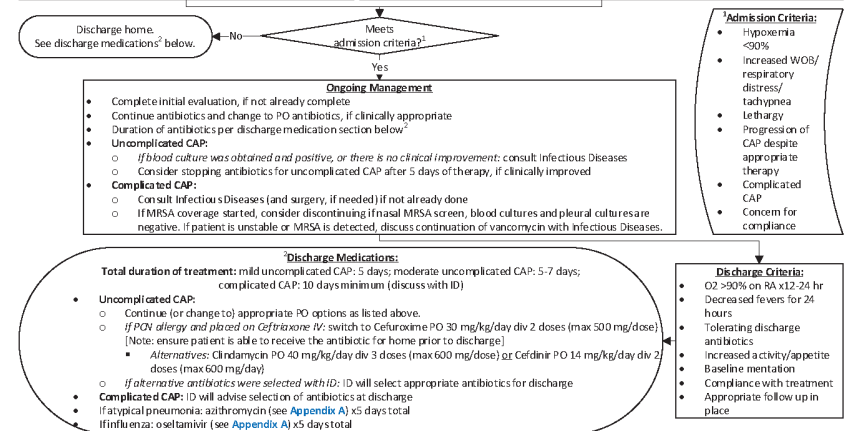 Discharge home.
See discharge medications2 below.
No
Meets
admission criteria?1
Yes
1Admission Criteria:
• Hypoxemia
<90%
• Increased WOB/
respiratory
distress/
tachypnea
• Lethargy
• Progression of
CAP despite
appropriate
therapy
• Complicated
CAP
• Concern for
compliance
Ongoing Management
• Complete initial evaluation, if not already complete
• Continue antibiotics and change to PO antibiotics, if clinically appropriate
• Duration of antibiotics per discharge medication section below2
• Uncomplicated CAP:
o If blood culture was obtained and positive, or there is no clinical improvement: consult Infectious Diseases
o Consider stopping antibiotics for uncomplicated CAP after 5 days of therapy, if clinically improved
• Complicated CAP:
o Consult Infectious Diseases (and surgery, if needed) if not already done
o If MRSA coverage started, consider discontinuing if nasal MRSA screen, blood cultures and pleural cultures are
negative. If patient is unstable or MRSA is detected, discuss continuation of vancomycin with Infectious Diseases.
2Discharge Medications:
Total duration of treatment: mild uncomplicated CAP: 5 days; moderate uncomplicated CAP: 5-7 days;
complicated CAP: 10 days minimum (discuss with ID)
• Uncomplicated CAP:
o Continue (or change to) appropriate PO options as listed above.
o If PCN allergy and placed on Ceftriaxone IV: switch to Cefuroxime PO 30 mg/kg/day div 2 doses (max 500 mg/dose)
[Note: ensure patient is able to receive the antibiotic for home prior to discharge]
▪ Alternatives: Clindamycin PO 40 mg/kg/day div 3 doses (max 600 mg/dose) or Cefdinir PO 14 mg/kg/day div 2
doses (max 600 mg/day)
o If alternative antibiotics were selected with ID: ID will select appropriate antibiotics for discharge
• Complicated CAP: ID will advise selection of antibiotics at discharge
• If atypical pneumonia: azithromycin (see Appendix A) x5 days total
• If influenza: oseltamivir (see Appendix A) x5 days total
Discharge Criteria:
• O2 >90% on RA x12-24 hr
• Decreased fevers for 24
hours
• Tolerating discharge
antibiotics
• Increased activity/appetite
• Baseline mentation
• Compliance with treatment
• Appropriate follow up in
place